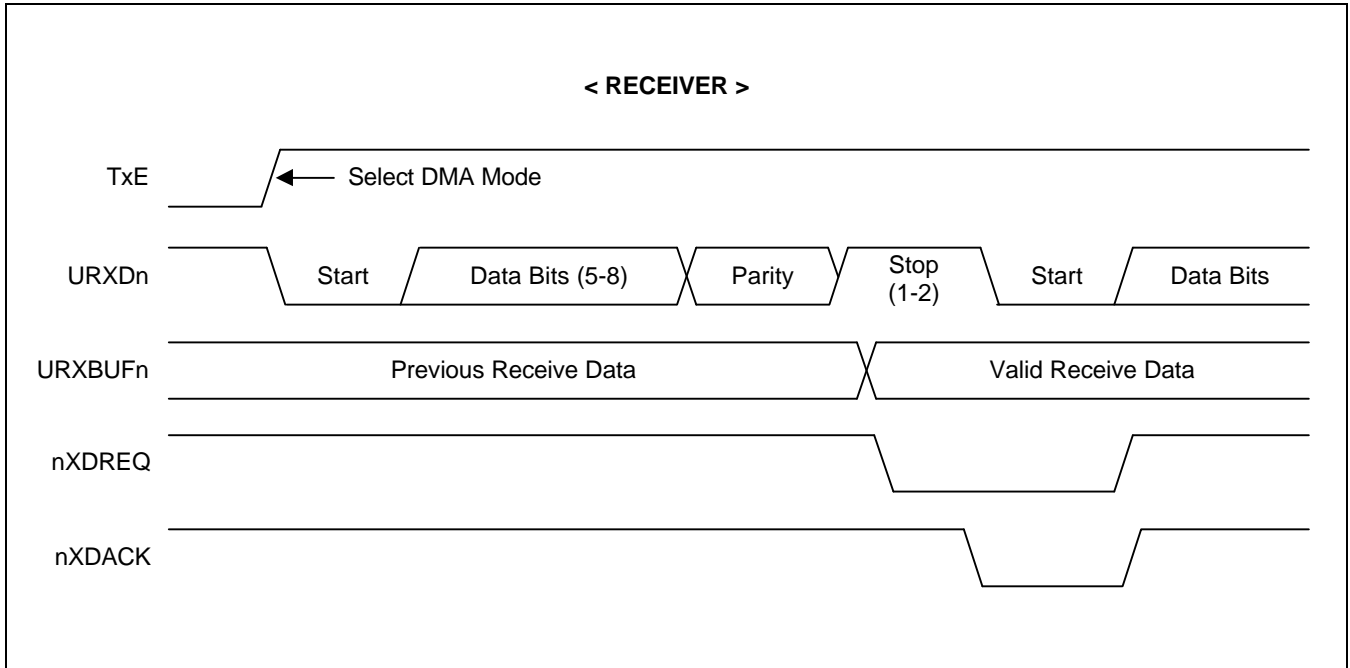 < RECEIVER >
TxE
Select DMA Mode
URXDn
Start
Data Bits (5-8)
Parity
Stop
(1-2)
Start
Data Bits
URXBUFn
Previous Receive Data
Valid Receive Data
nXDREQ
nXDACK